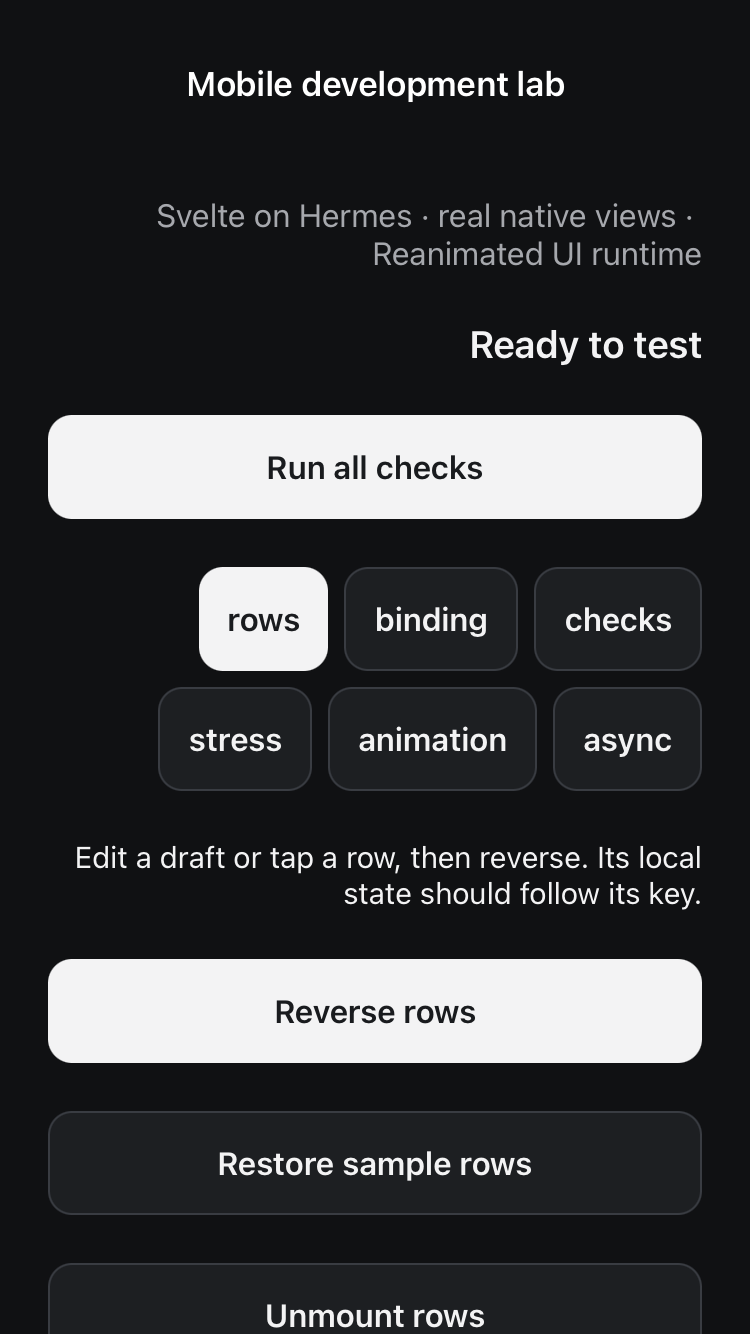 Mobile development lab
Svelte on Hermes · real native views ·
Reanimated UI runtime
Ready to test
Run all checks
rows binding checks
stress animation async
Edit a draft or tap a row, then reverse. Its local
state should follow its key.
Reverse rows
Restore sample rows
Unmount rows